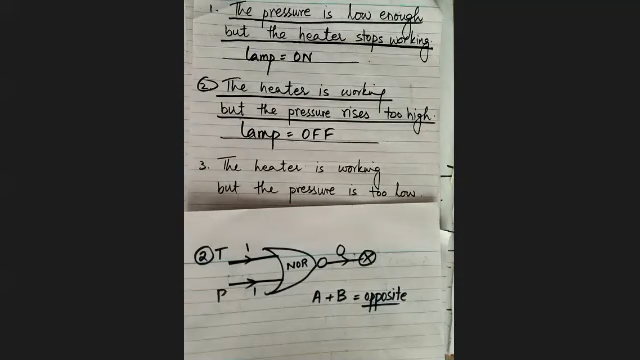 1. The pressure is low enough
but the heater stops working.
lamp = ON
② The heater is working
but the pressure rises too high.
lamp = OFF
3. The heater is working
but the pressure is too low.
② T 1 NOR 0
P 1
A + B = opposite